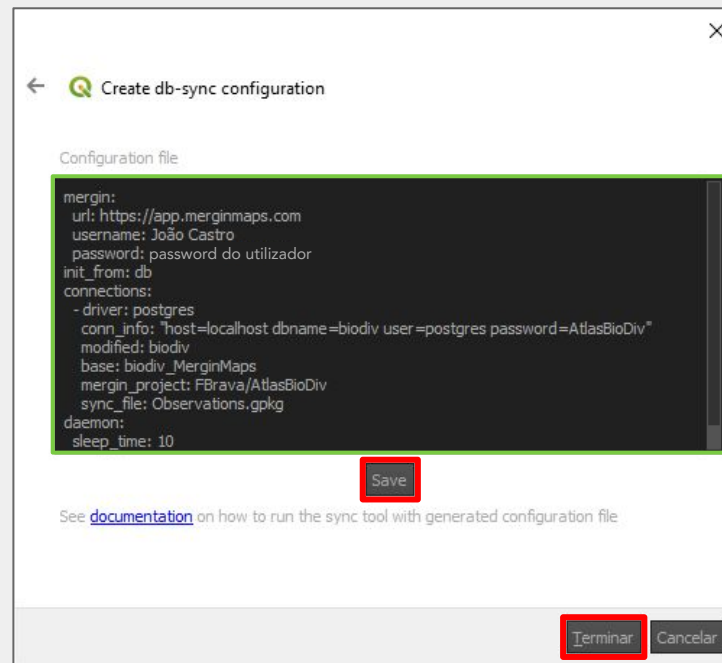 Create db-sync configuration
Configuration file
mergin:
url: https://app.merginmaps.com
username: João Castro
password: password do utilizador
init_from: db
connections:
- driver: postgres
conn_info: "host=localhost dbname=biodiv user=postgres password=AtlasBioDiv"
modified: biodiv
base: biodiv_MerginMaps
mergin_project: FBrava/AtlasBioDiv
sync_file: Observations.gpkg
daemon:
sleep_time: 10
Save
See documentation on how to run the sync tool with generated configuration file
Terminar Cancelar